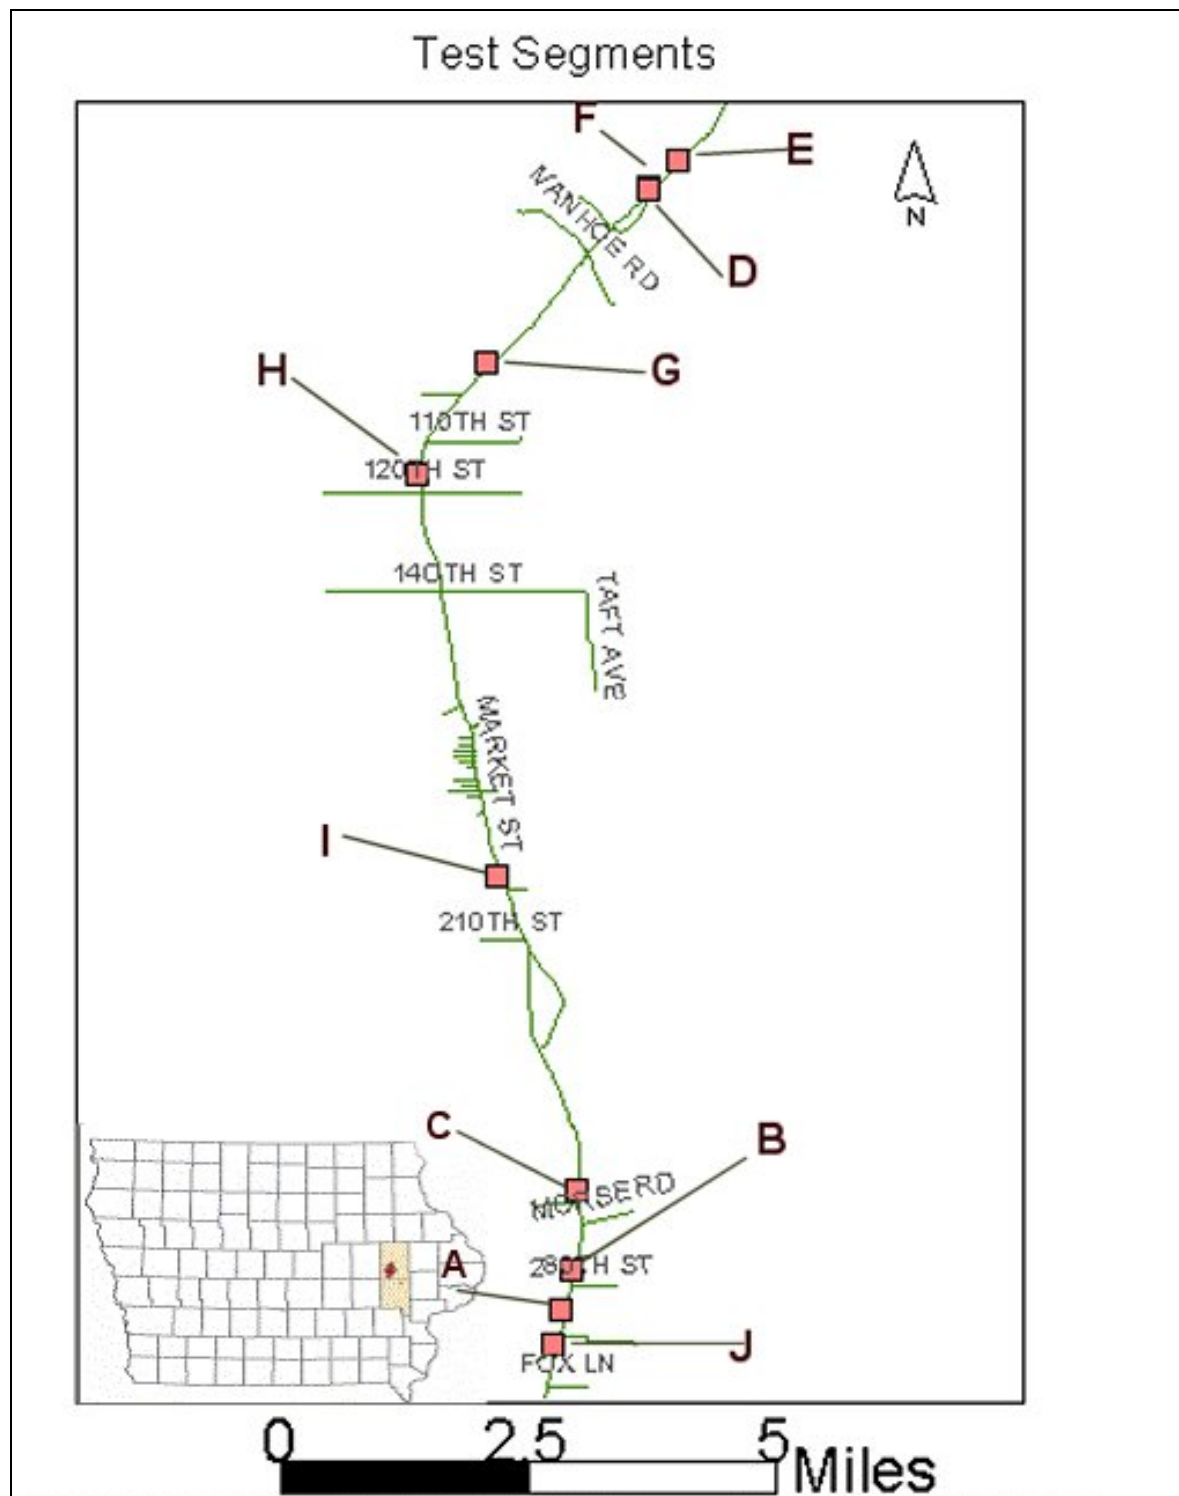 Test Segments
F
E
N
IVANHOE RD
D
H
G
110TH ST
120TH ST
140TH ST
TAFT AVE
MARKET ST
I
210TH ST
C
B
MORSE RD
A
280TH ST
J
FOX LN
0 2.5 5
Miles